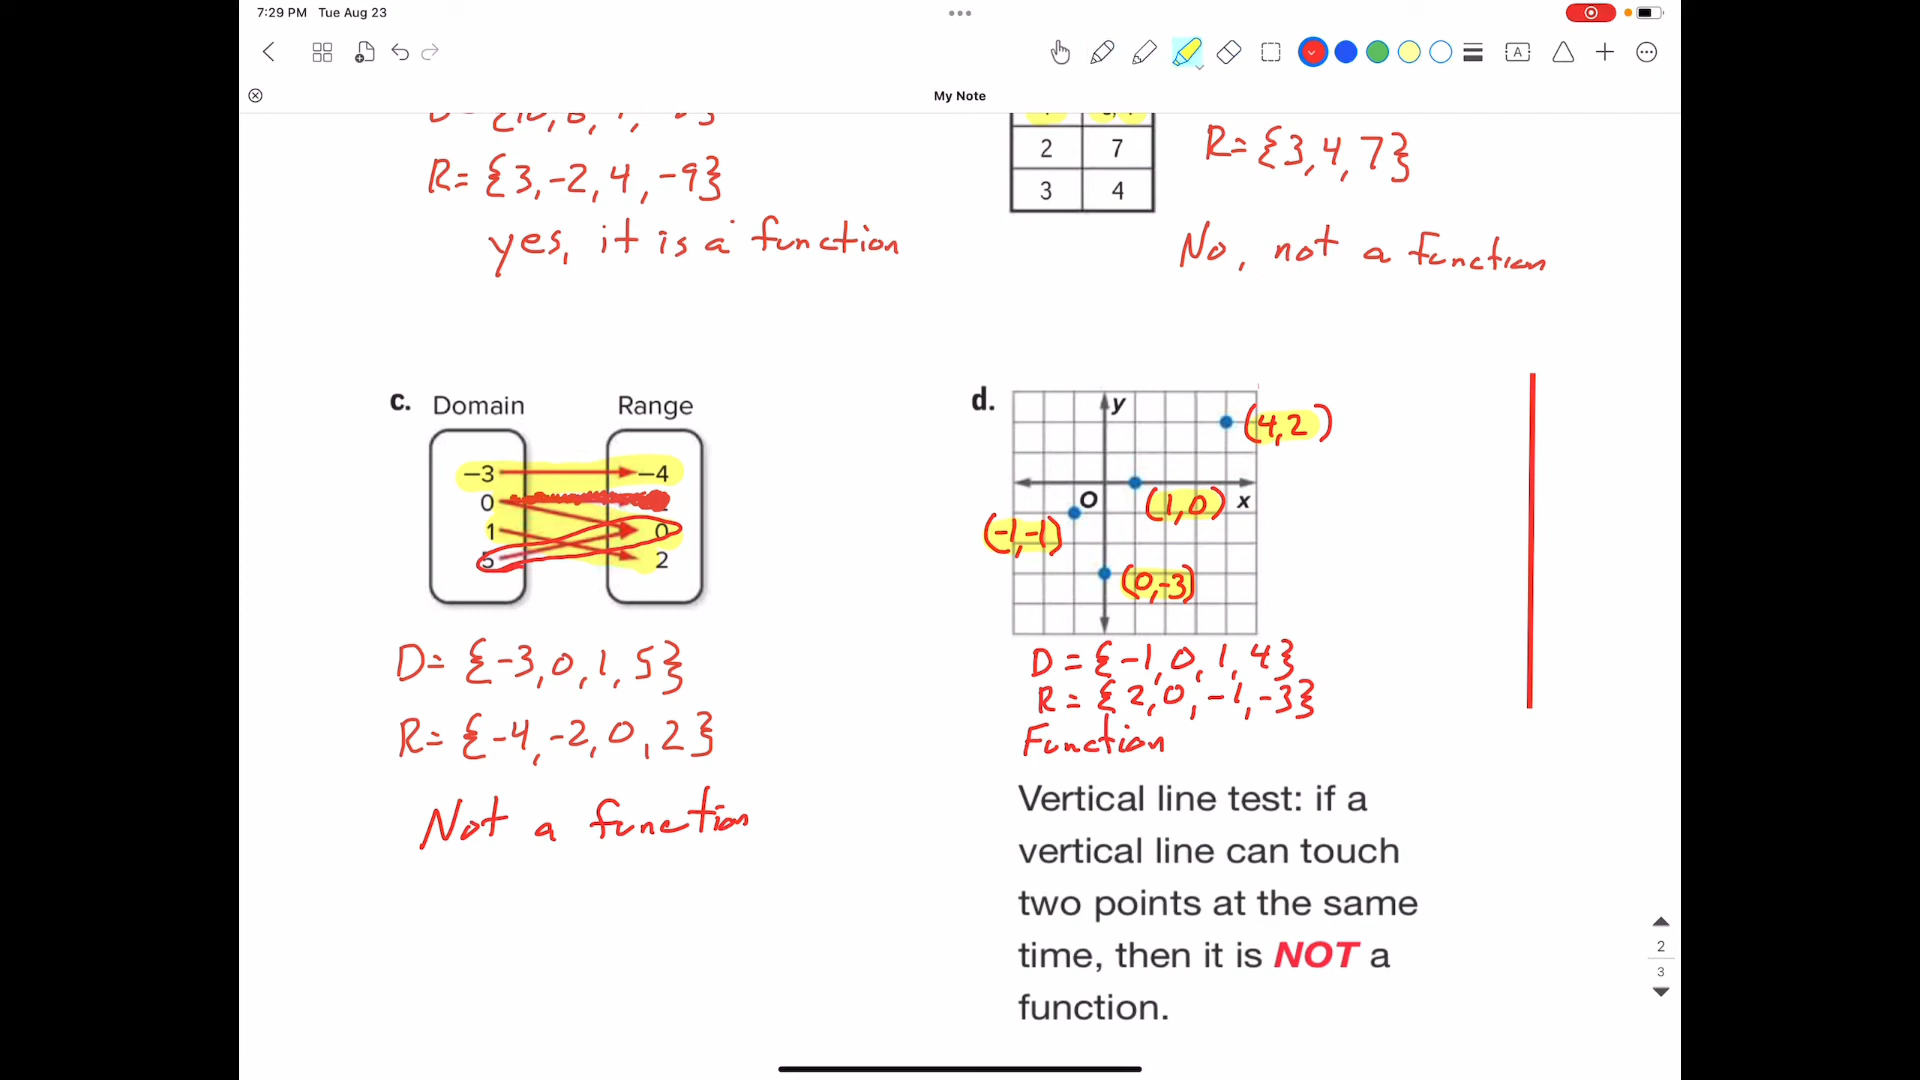 7:29 PM Tue Aug 23
My Note
R= {3, -2, 4, -9}
yes, it is a function
2 7
3 4
R= {3, 4, 7}
No, not a function
c. Domain Range
-3 -4
0
1 0
5 2
D= {-3, 0, 1, 5}
R= {-4, -2, 0, 2}
Not a function
d.
y
(4,2)
O
x
(1,0)
(-1,-1)
(0,-3)
D = {-1, 0, 1, 4}
R = {2, 0, -1, -3}
Function
Vertical line test: if a
vertical line can touch
two points at the same
time, then it is NOT a
function.
A
2
3